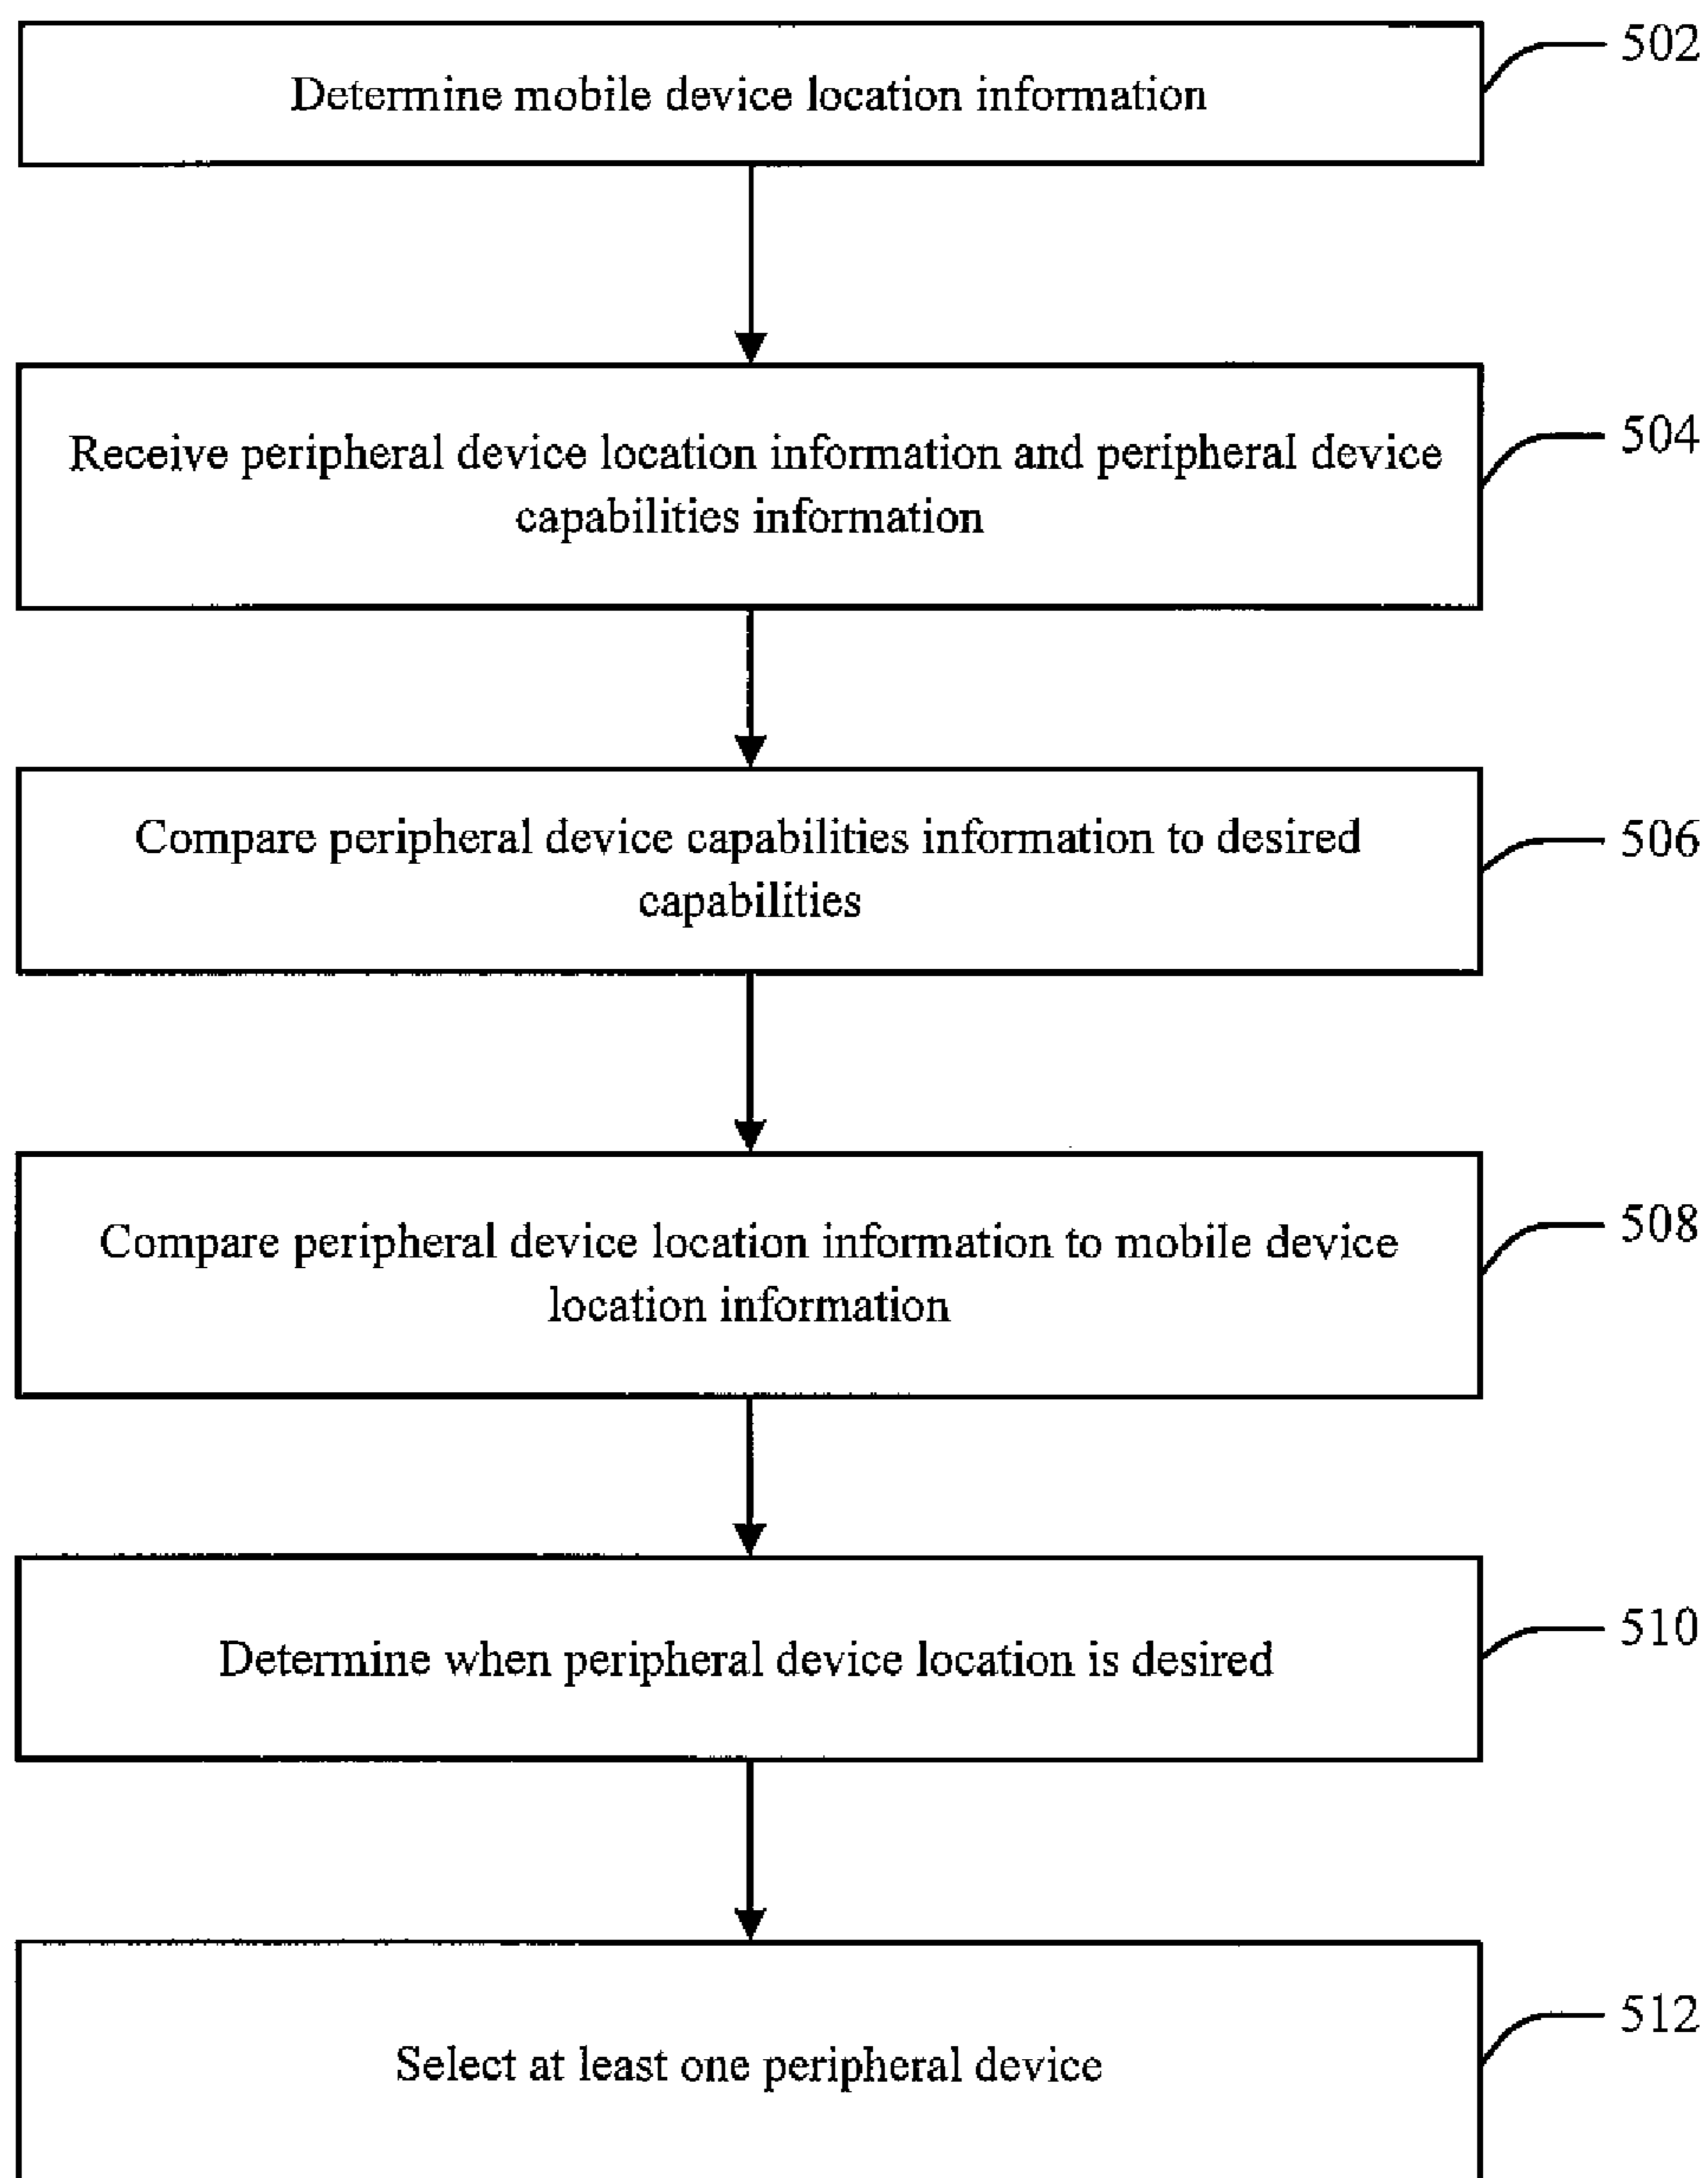 502
Determine mobile device location information
504
Receive peripheral device location information and peripheral device
capabilities information
506
Compare peripheral device capabilities information to desired
capabilities
508
Compare peripheral device location information to mobile device
location information
510
Determine when peripheral device location is desired
512
Select at least one peripheral device